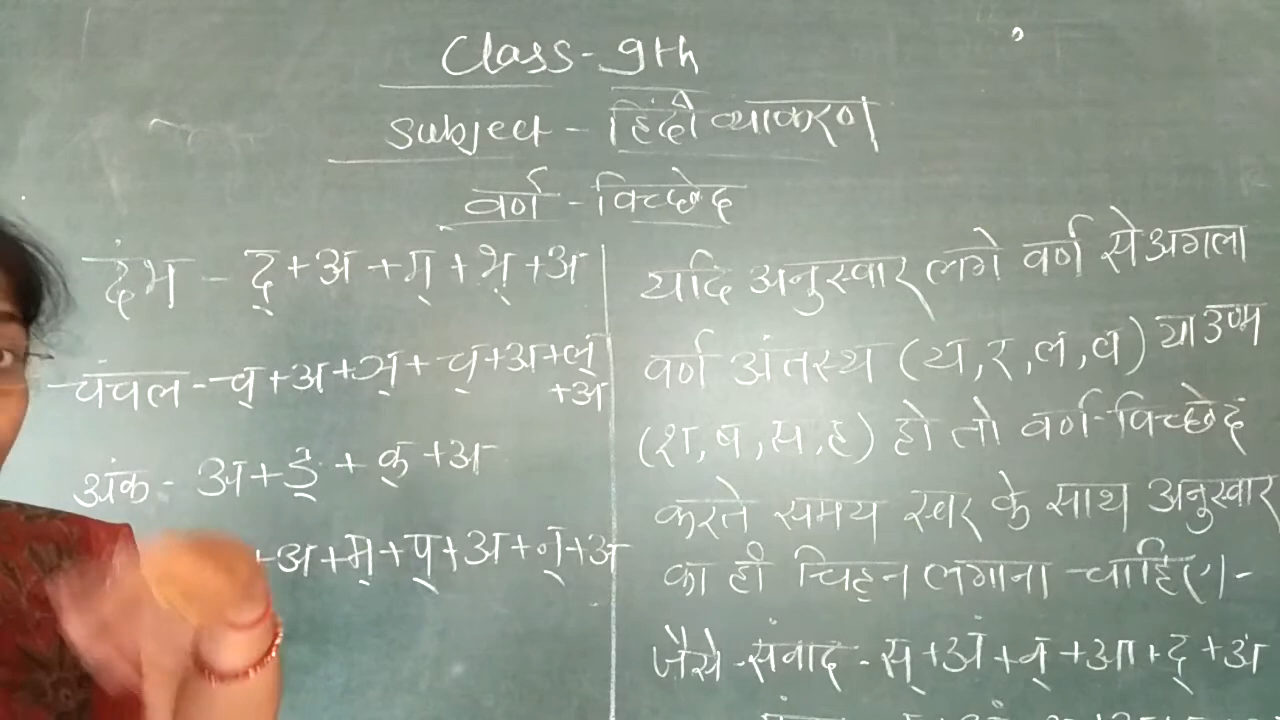 Class-9th
Subject - हिंदी व्याकरण
वर्ण - विच्छेद
दंभ - द्+अ+म्+भ्+अ
चंचल - च्+अ+ञ्+च्+अ+ल्
+अ
अंक - अ+ङ्+क्+अ
+अ+म्+प्+अ+न्+अ
यदि अनुस्वार लगे वर्ण से अगला
वर्ण अंतस्थ (य,र,ल,व) या उष्म
(श,ष,स,ह) हो तो वर्ण-विच्छेद
करते समय स्वर के साथ अनुस्वार
का ही चिह्न लगाना चाहिए।-
जैसे - संवाद - स्+अं+व्+आ+द्+अ